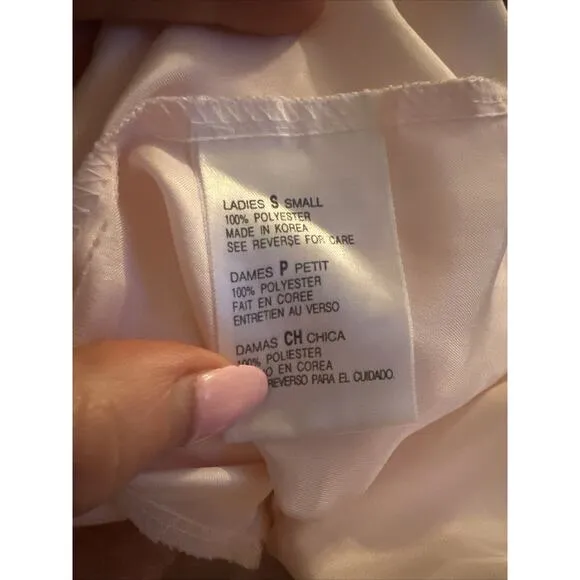 LADIES S SMALL
100% POLYESTER
MADE IN KOREA
SEE REVERSE FOR CARE
DAMES P PETIT
100% POLYESTER
FAIT EN COREE
ENTRETIEN AU VERSO
DAMAS CH CHICA
100% POLIESTER
EN COREA
REVERSO PARA EL CUIDADO.